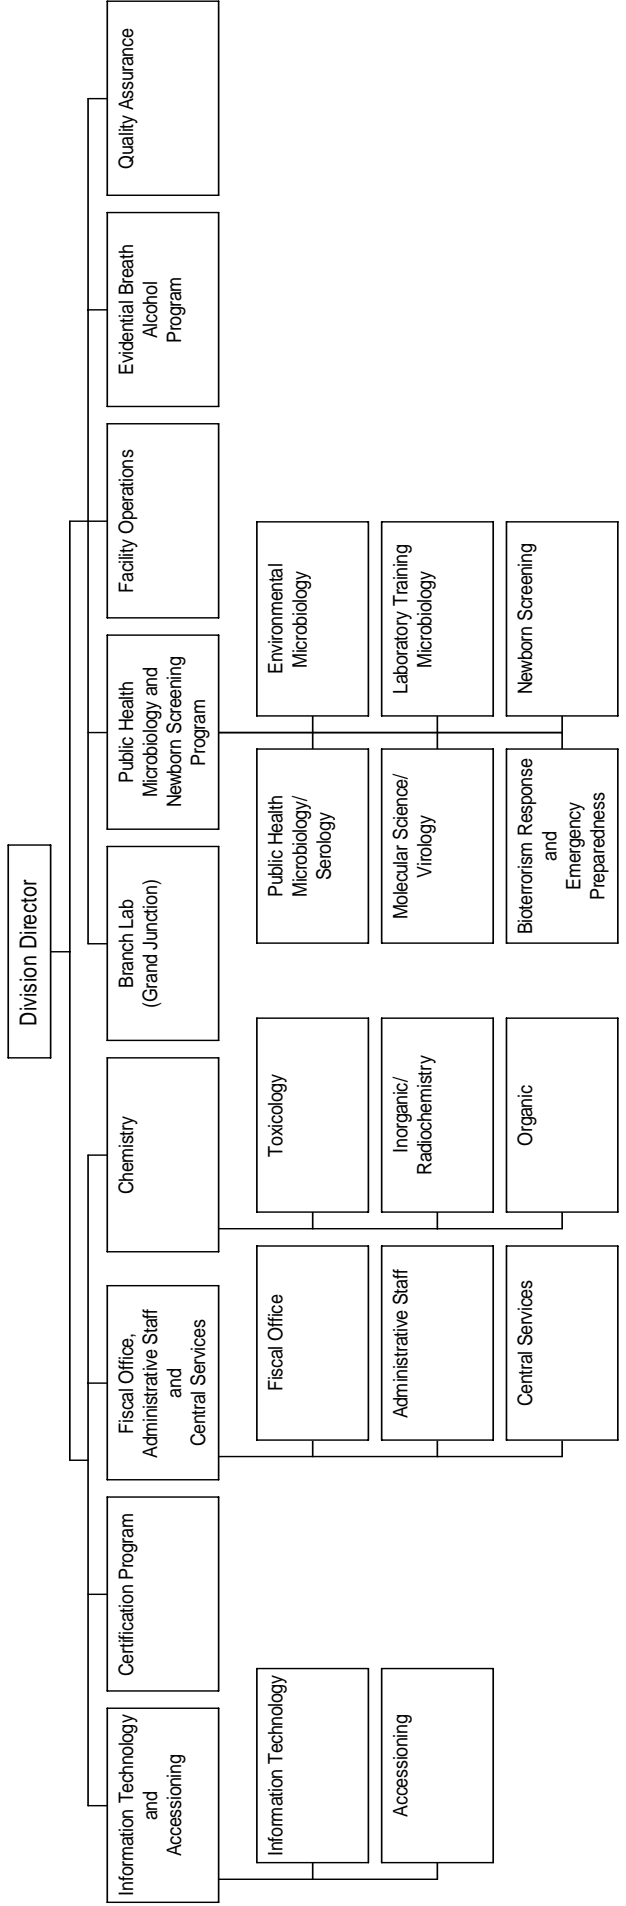 Division Director
Information Technology
and
Accessioning
Certification Program
Fiscal Office,
Administrative Staff
and
Central Services
Chemistry
Branch Lab
(Grand Junction)
Public Health
Microbiology and
Newborn Screening
Program
Facility Operations
Evidential Breath
Alcohol
Program
Quality Assurance
Information Technology
Accessioning
Fiscal Office
Administrative Staff
Central Services
Toxicology
Inorganic/
Radiochemistry
Organic
Public Health
Microbiology/
Serology
Environmental
Microbiology
Molecular Science/
Virology
Laboratory Training
Microbiology
Bioterrorism Response
and
Emergency
Preparedness
Newborn Screening